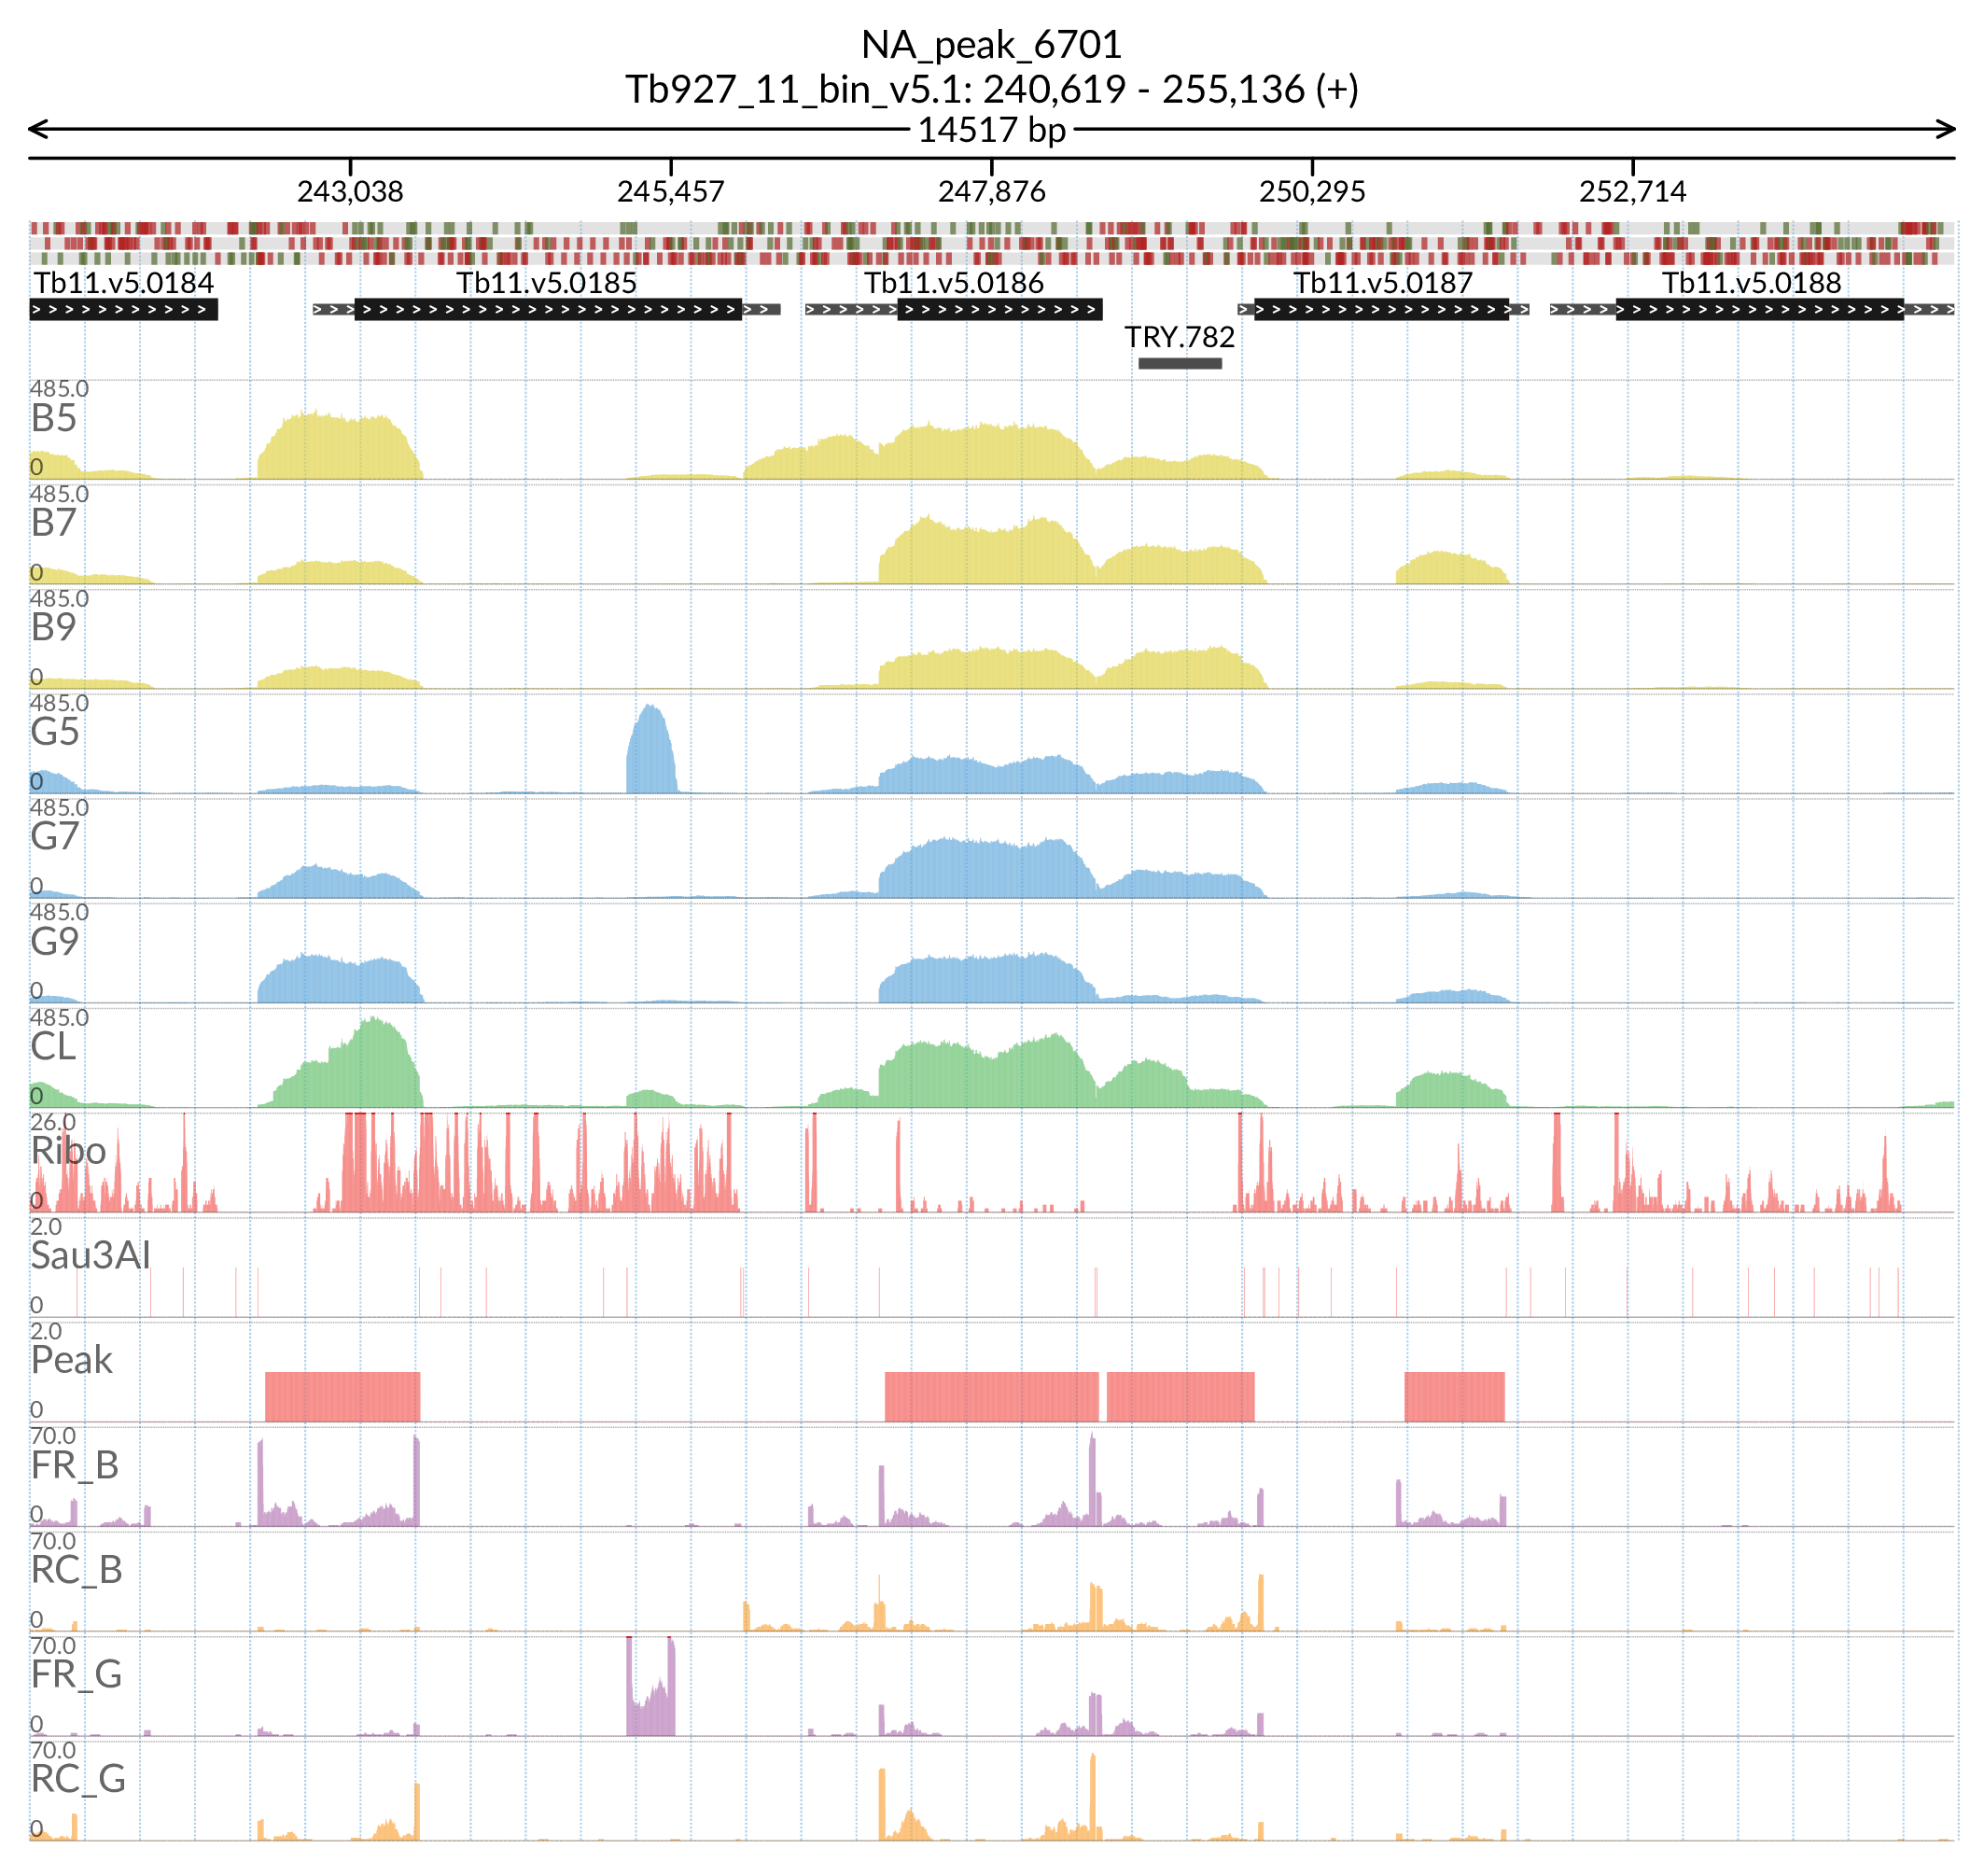 NA_peak_6701
Tb927_11_bin_v5.1: 240,619 - 255,136 (+)
14517 bp
243,038 245,457 247,876 250,295 252,714
Tb11.v5.0184 Tb11.v5.0185 Tb11.v5.0186 Tb11.v5.0187 Tb11.v5.0188
TRY.782
485.0
B5
0
485.0
B7
0
485.0
B9
0
485.0
G5
0
485.0
G7
0
485.0
G9
0
485.0
CL
0
26.0
Ribo
0
2.0
Sau3AI
0
2.0
Peak
0
70.0
FR_B
0
70.0
RC_B
0
70.0
FR_G
0
70.0
RC_G
0